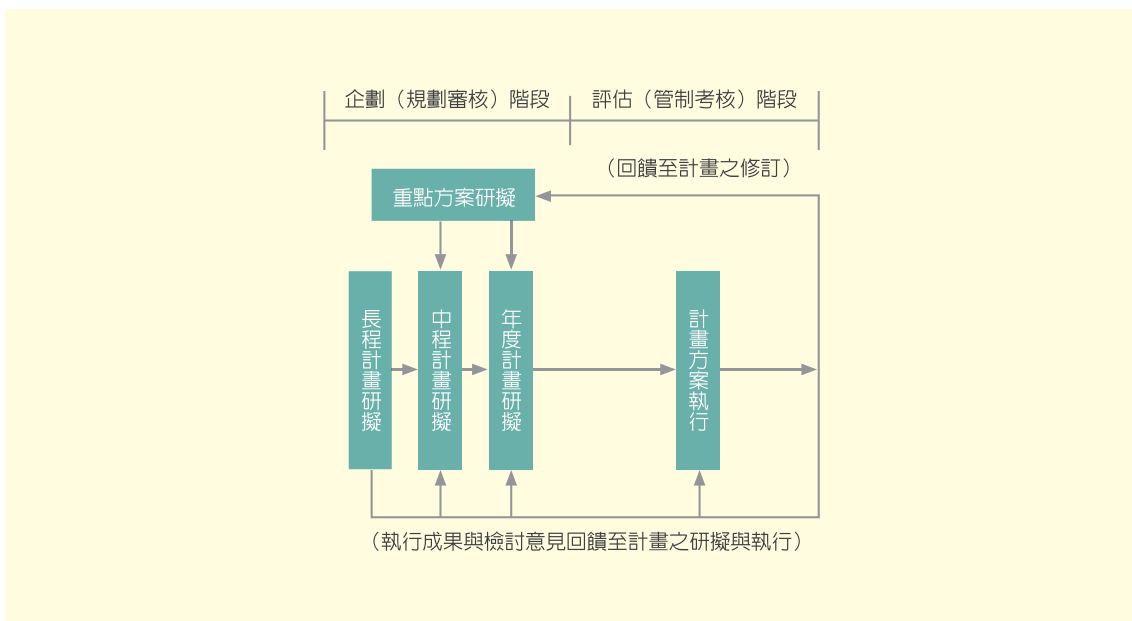 企劃（規劃審核）階段
評估（管制考核）階段
（回饋至計畫之修訂）
重點方案研擬
長程計畫研擬
中程計畫研擬
年度計畫研擬
計畫方案執行
（執行成果與檢討意見回饋至計畫之研擬與執行）